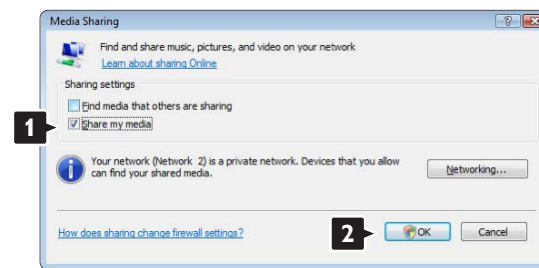 Media Sharing
Find and share music, pictures, and video on your network
Learn about sharing Online
Sharing settings
Find media that others are sharing
1
Share my media
Your network (Network 2) is a private network. Devices that you allow
can find your shared media.
Networking...
How does sharing change firewall settings?
2
OK
Cancel